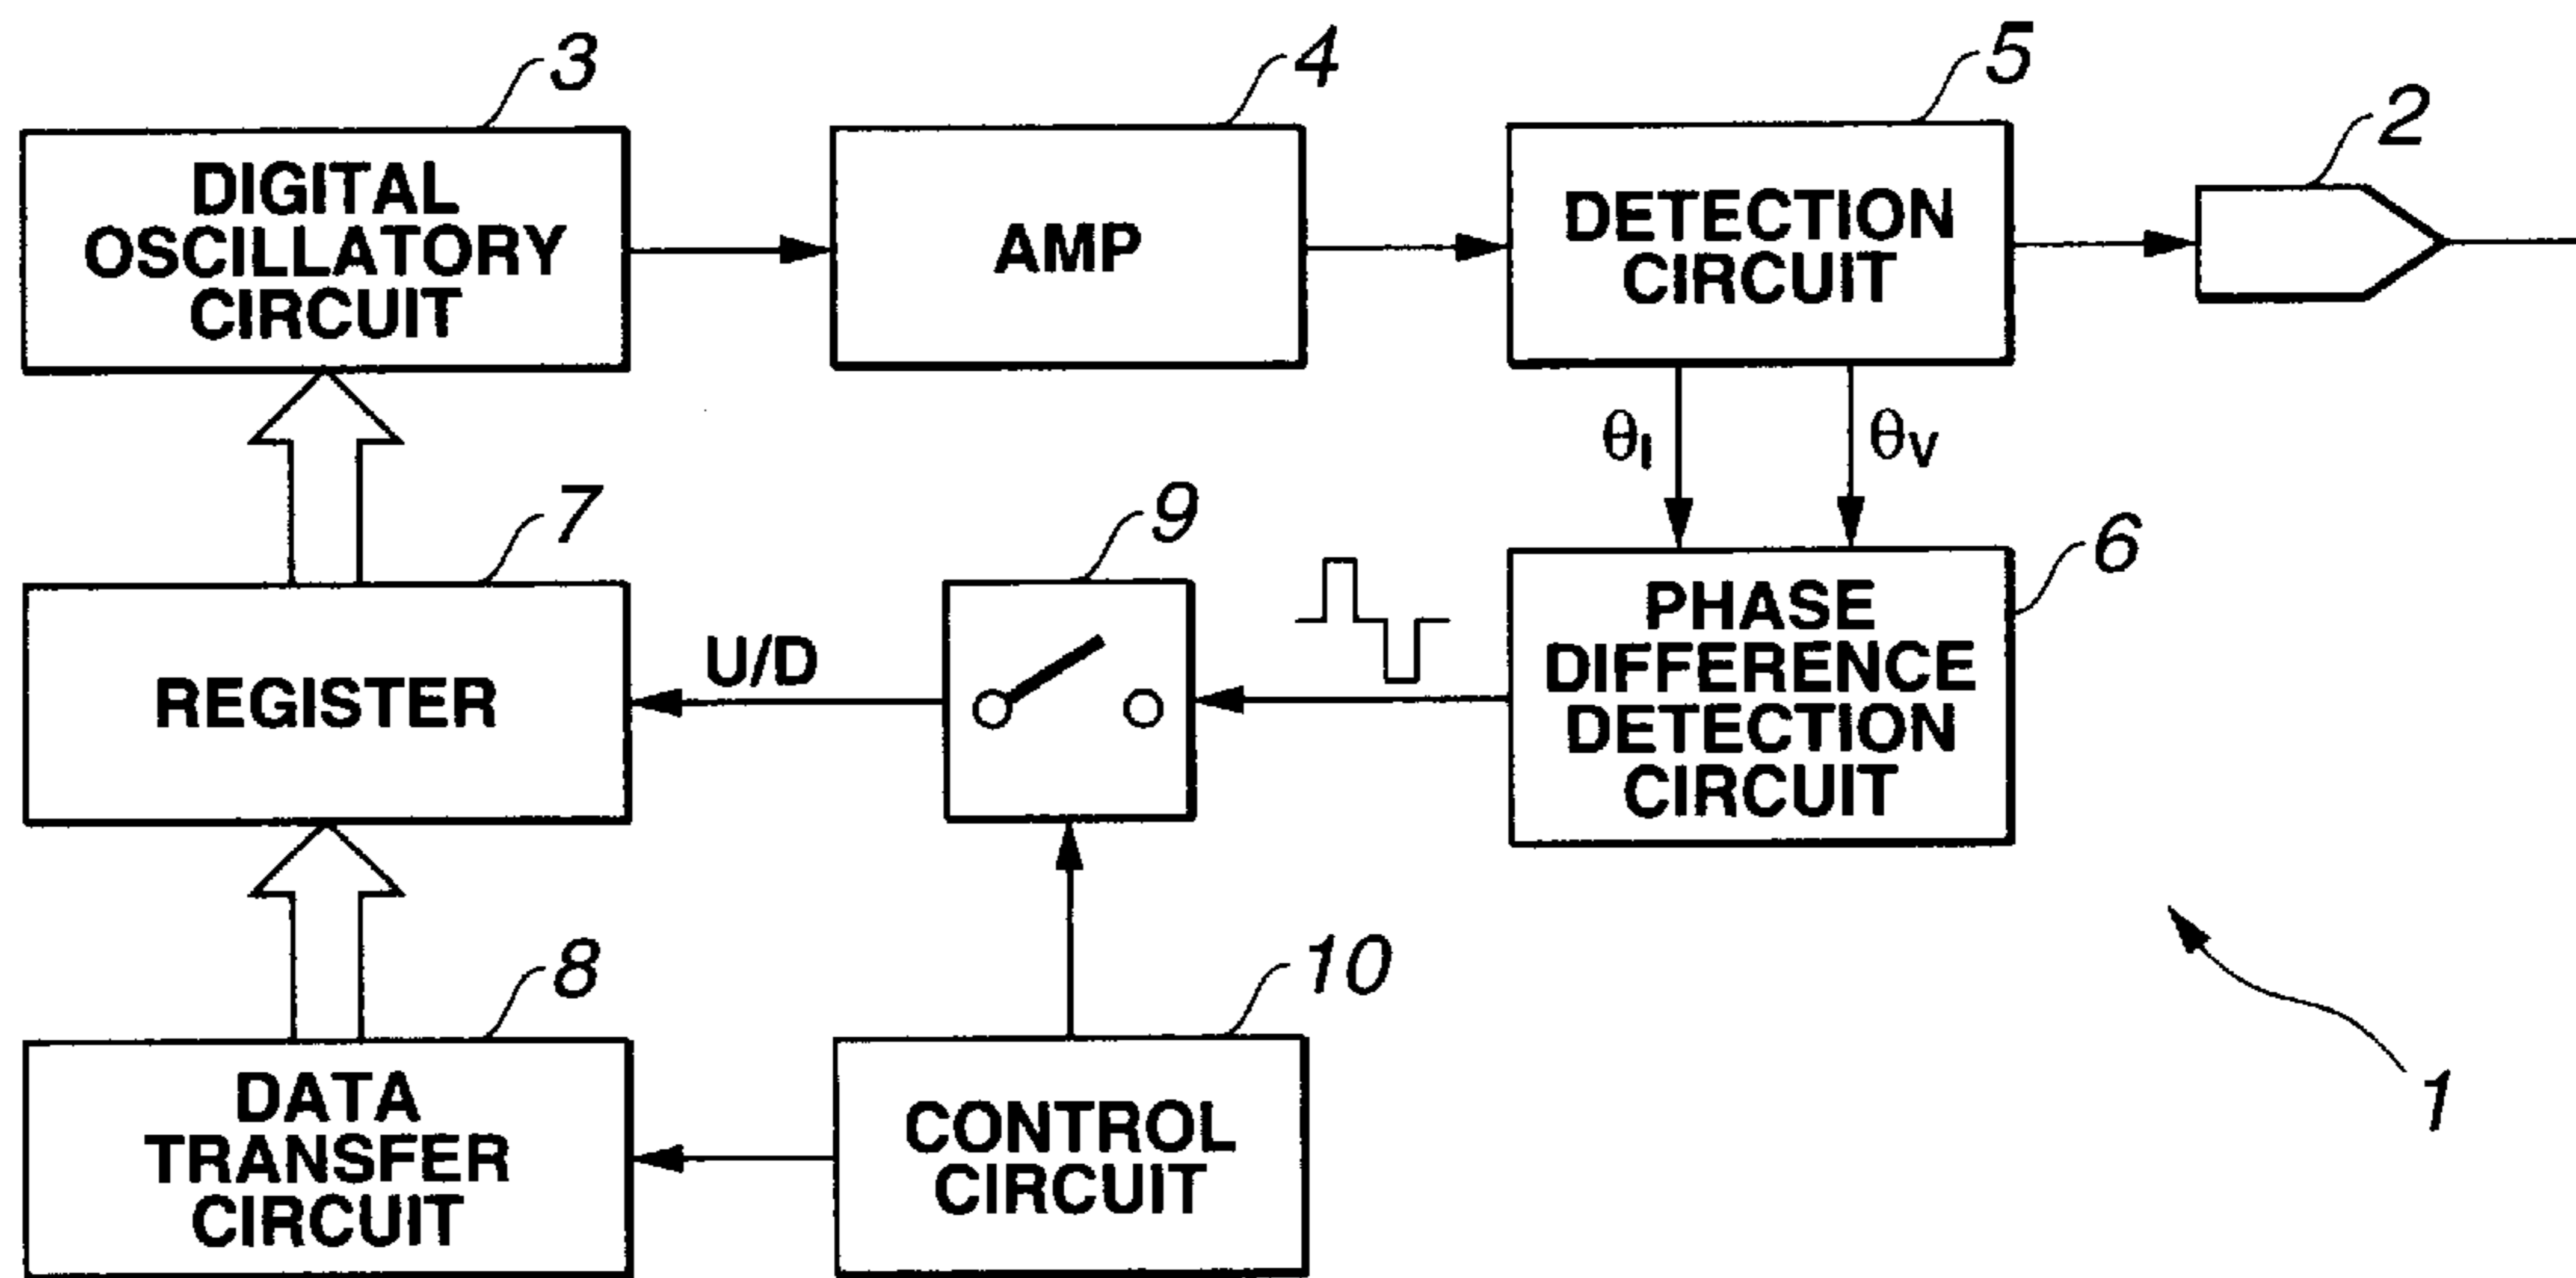 3
4
5
2
DIGITAL
OSCILLATORY
CIRCUIT
AMP
DETECTION
CIRCUIT
θI
θV
7
9
6
REGISTER
U/D
PHASE
DIFFERENCE
DETECTION
CIRCUIT
8
10
1
DATA
TRANSFER
CIRCUIT
CONTROL
CIRCUIT